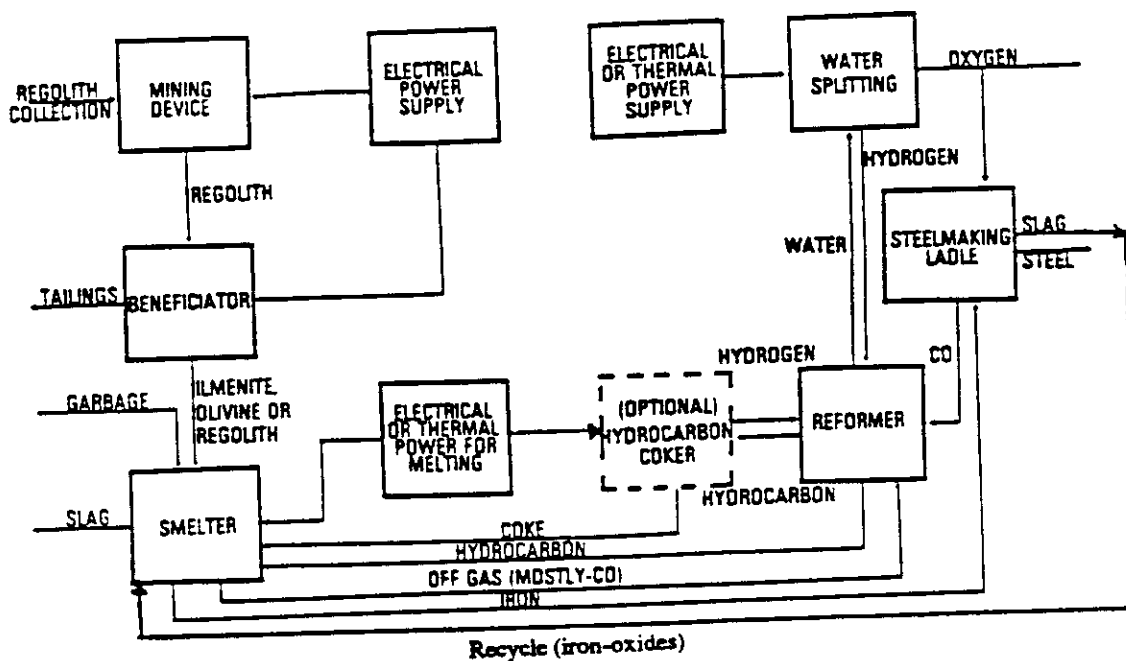 REGOLITH
COLLECTION
MINING
DEVICE
ELECTRICAL
POWER
SUPPLY
ELECTRICAL
OR THERMAL
POWER
SUPPLY
WATER
SPLITTING
OXYGEN
HYDROGEN
REGOLITH
WATER
STEELMAKING
LADLE
SLAG
STEEL
TAILINGS
BENEFICIATOR
HYDROGEN
CO
GARBAGE
ILMENITE,
OLIVINE OR
REGOLITH
ELECTRICAL
OR THERMAL
POWER FOR
MELTING
(OPTIONAL)
HYDROCARBON
COKER
REFORMER
HYDROCARBON
SLAG
SMELTER
COKE
HYDROCARBON
OFF GAS (MOSTLY-CO)
IRON
Recycle (iron-oxides)